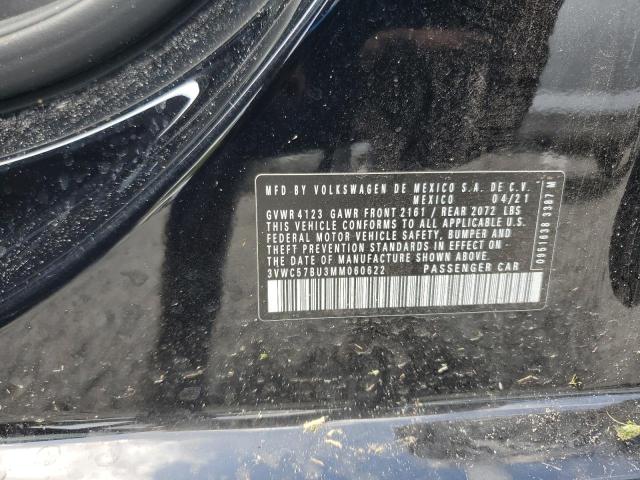 MFD BY VOLKSWAGEN DE MEXICO S.A. DE C.V.
MEXICO 04/21
GVWR 4123 GAWR FRONT 2161 / REAR 2072 LBS
THIS VEHICLE CONFORMS TO ALL APPLICABLE U.S.
FEDERAL MOTOR VEHICLE SAFETY, BUMPER AND
THEFT PREVENTION STANDARDS IN EFFECT ON
THE DATE OF MANUFACTURE SHOWN ABOVE.
3VWC57BU3MM060622 PASSENGER CAR